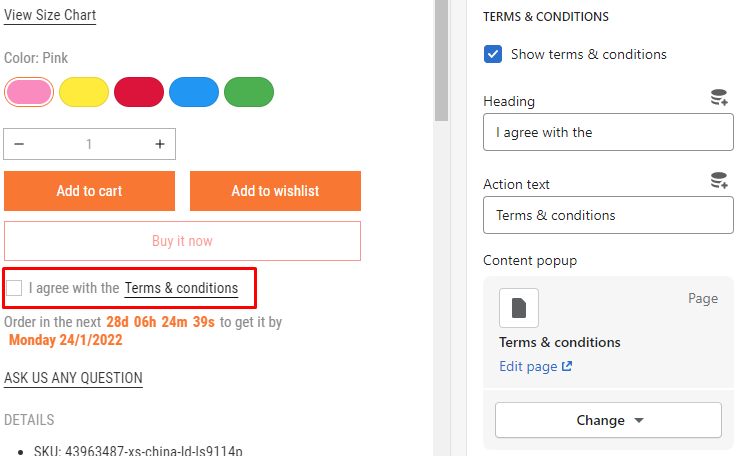 View Size Chart
Color: Pink
− 1 +
Add to cart
Add to wishlist
Buy it now
I agree with the Terms & conditions
Order in the next 28d 06h 24m 39s to get it by
Monday 24/1/2022
ASK US ANY QUESTION
DETAILS
• SKU: 43963487-xs-china-ld-ls9114p
TERMS & CONDITIONS
Show terms & conditions
Heading
I agree with the
Action text
Terms & conditions
Content popup
Page
Terms & conditions
Edit page
Change